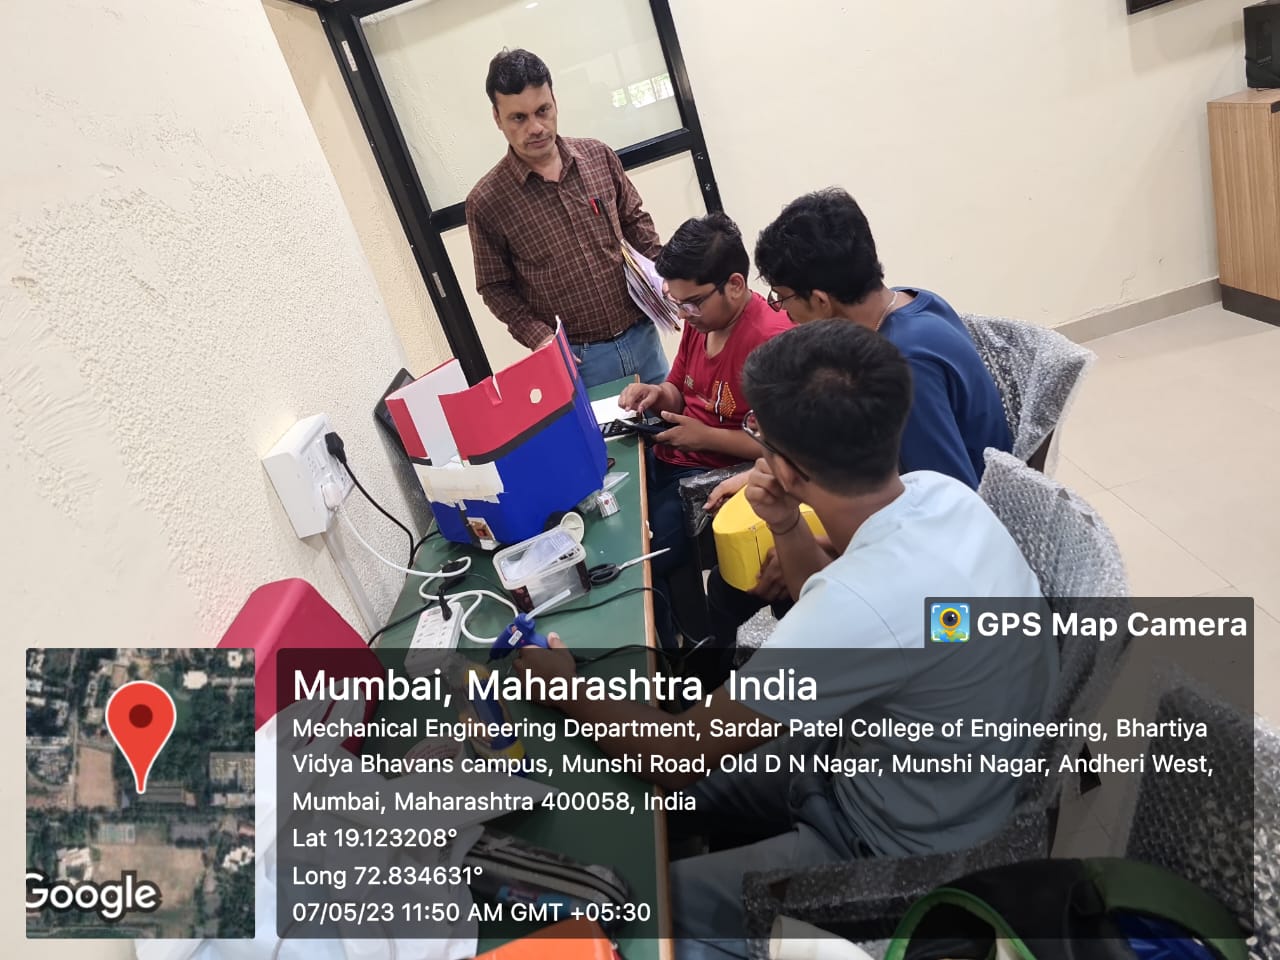 GPS Map Camera
Mumbai, Maharashtra, India
Mechanical Engineering Department, Sardar Patel College of Engineering, Bhartiya
Vidya Bhavans campus, Munshi Road, Old D N Nagar, Munshi Nagar, Andheri West,
Mumbai, Maharashtra 400058, India
Lat 19.123208°
Long 72.834631°
07/05/23 11:50 AM GMT +05:30
Google